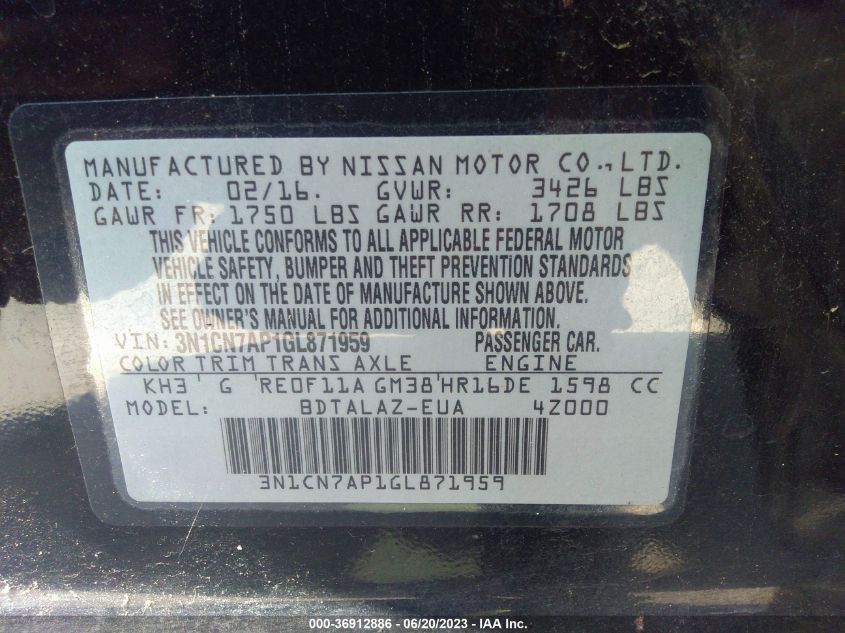 MANUFACTURED BY NISSAN MOTOR CO., LTD.
DATE: 02/16. GVWR: 3426 LBS
GAWR FR: 1750 LBS GAWR RR: 1708 LBS
THIS VEHICLE CONFORMS TO ALL APPLICABLE FEDERAL MOTOR
VEHICLE SAFETY, BUMPER AND THEFT PREVENTION STANDARDS
IN EFFECT ON THE DATE OF MANUFACTURE SHOWN ABOVE.
SEE OWNER'S MANUAL FOR ADDITIONAL INFORMATION.
VIN: 3N1CN7AP1GL871959 PASSENGER CAR.
COLOR TRIM TRANS AXLE ENGINE
KH3 G RE0F11A GM38 HR16DE 1598 CC
MODEL: BDTALAZ-EUA 4Z000
3N1CN7AP1GL871959
000-36912886 - 06/20/2023 - IAA Inc.